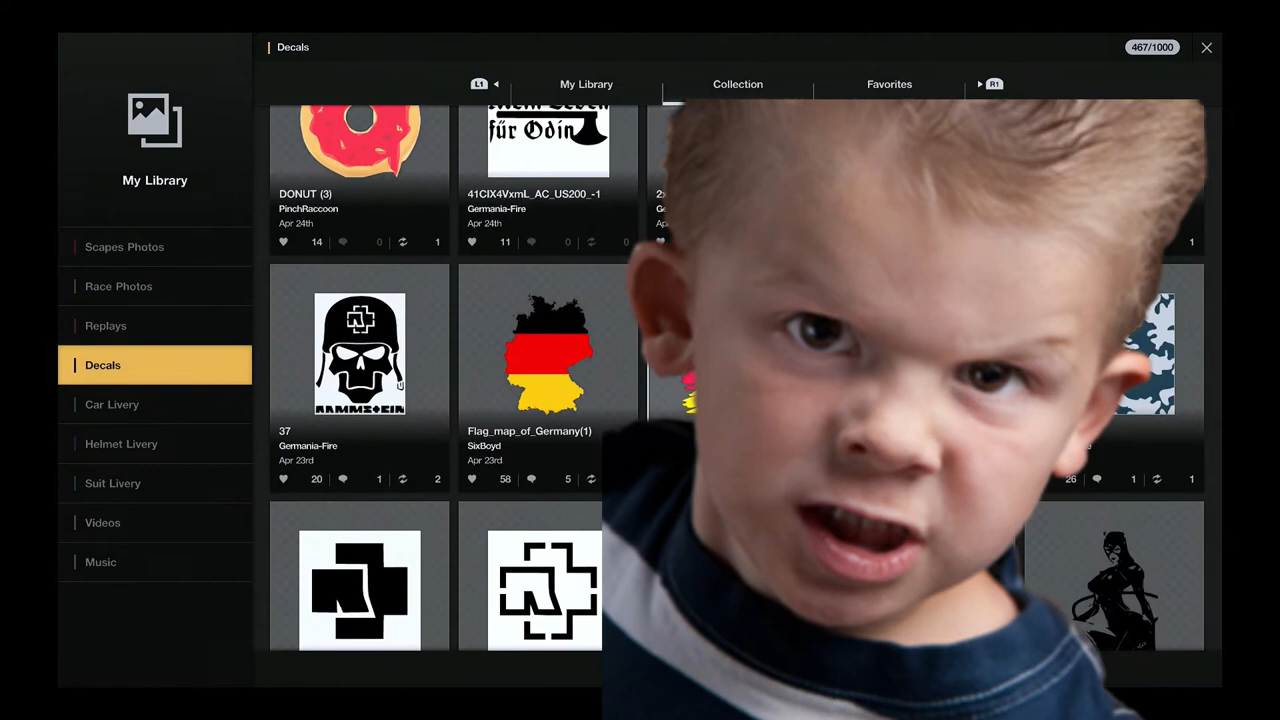 Decals
467/1000
L1
My Library
Collection
Favorites
R1
My Library
Scapes Photos
Race Photos
Replays
Decals
Car Livery
Helmet Livery
Suit Livery
Videos
Music
für Odin
DONUT (3)
PinchRaccoon
Apr 24th
14
0
1
41CIX4VxmL_AC_US200_-1
Germania-Fire
Apr 24th
11
0
0
1
RAMMSTEIN
37
Germania-Fire
Apr 23rd
20
1
2
Flag_map_of_Germany(1)
SixBoyd
Apr 23rd
58
5
26
1
1